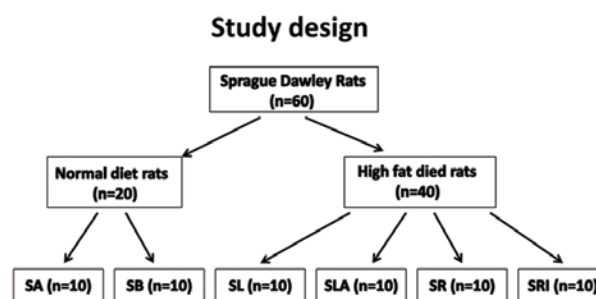 Study design
Sprague Dawley Rats
(n=60)
Normal diet rats
(n=20)
High fat died rats
(n=40)
SA (n=10)
SB (n=10)
SL (n=10)
SLA (n=10)
SR (n=10)
SRI (n=10)